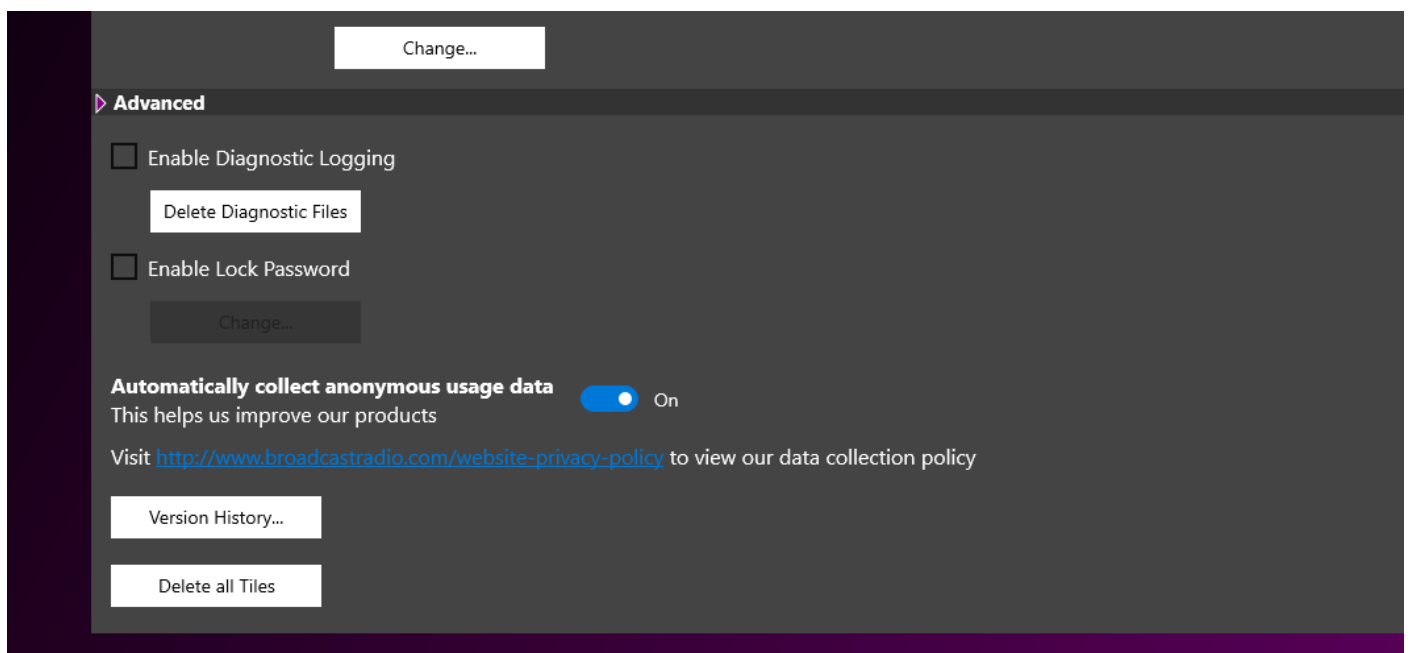 Change...
Advanced
Enable Diagnostic Logging
Delete Diagnostic Files
Enable Lock Password
Change...
Automatically collect anonymous usage data
On
This helps us improve our products
Visit http://www.broadcastradio.com/website-privacy-policy to view our data collection policy
Version History...
Delete all Tiles